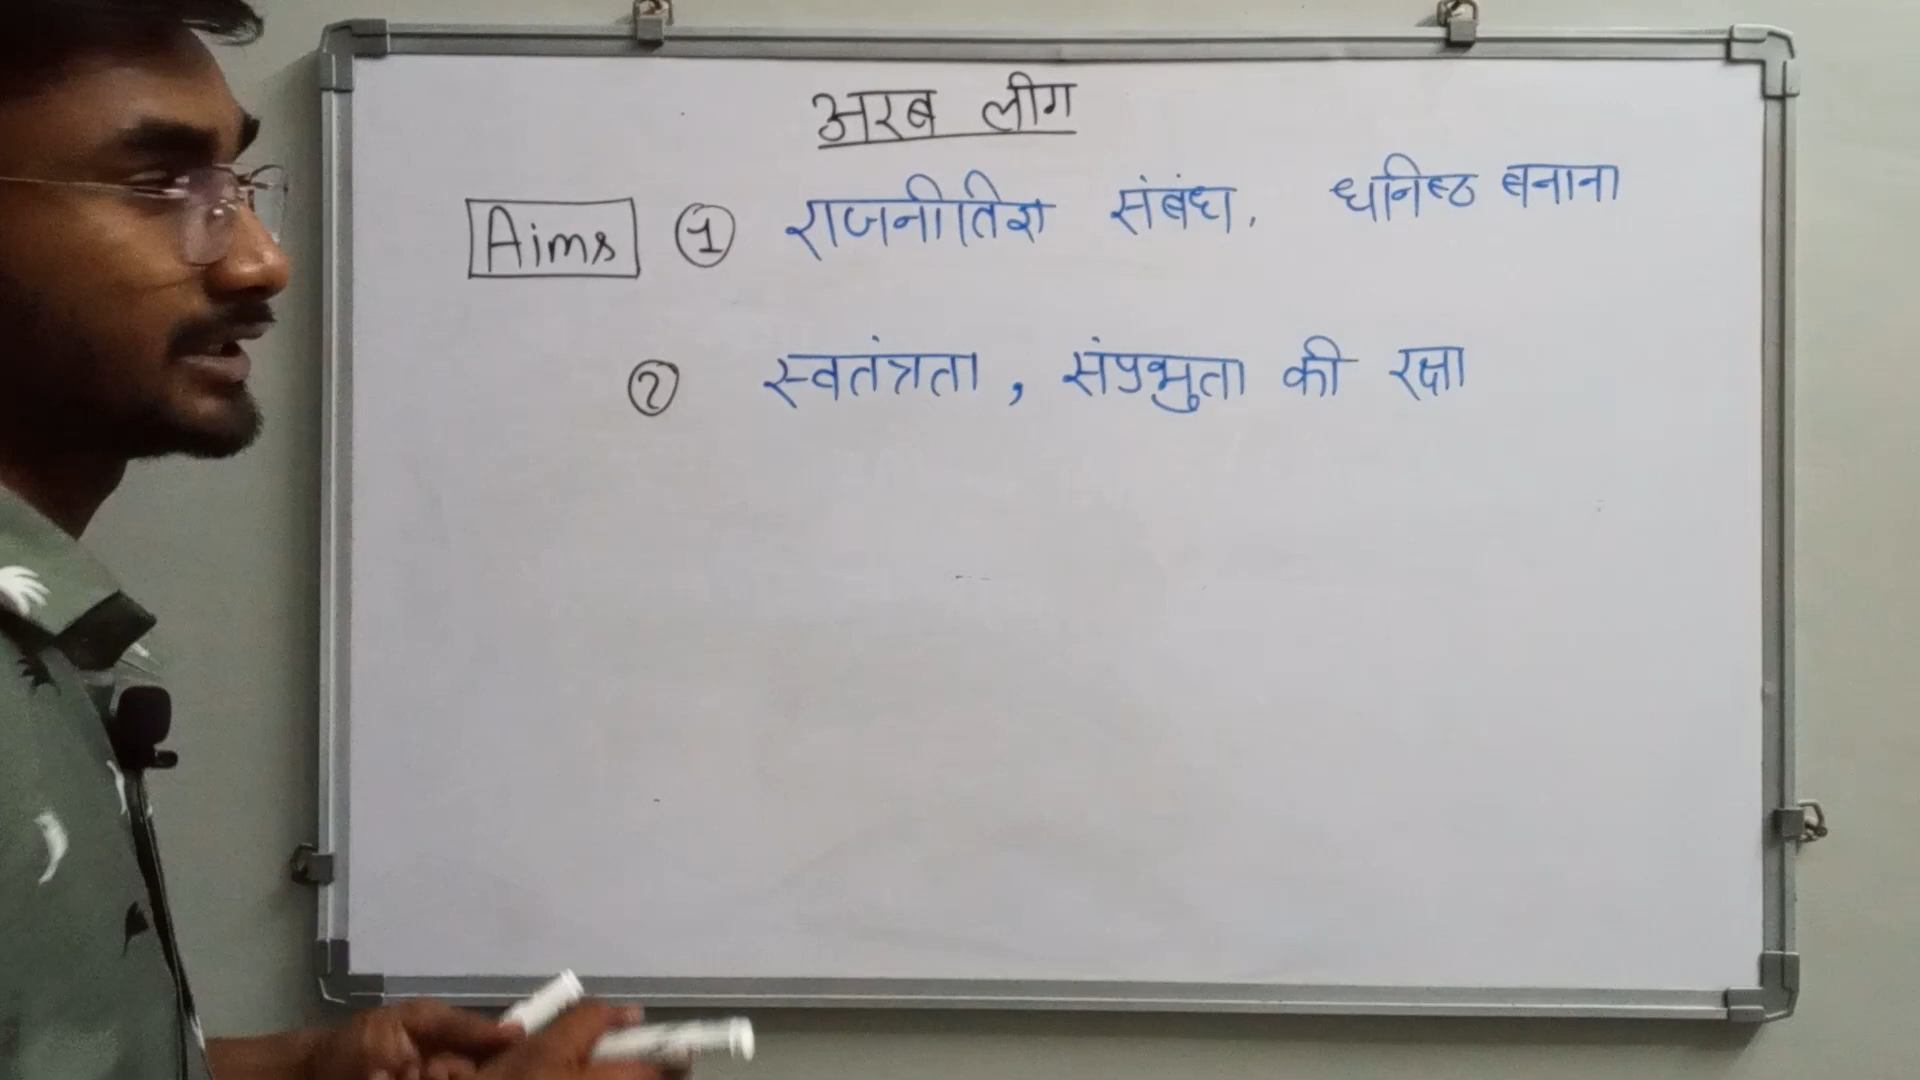 अरब लीग
Aims ① राजनीतिक संबंध, घनिष्ठ बनाना
② स्वतंत्रता, संप्रभुता की रक्षा